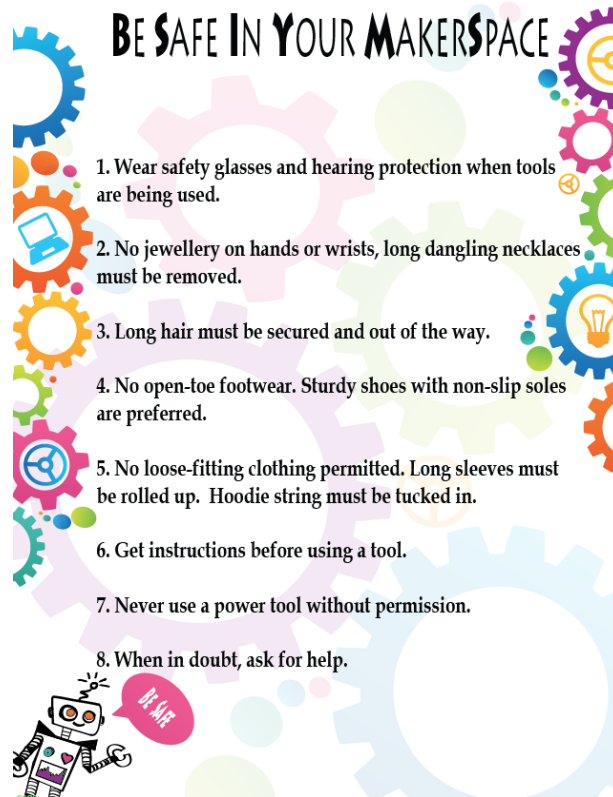 Be Safe In Your MakerSpace
1. Wear safety glasses and hearing protection when tools
are being used.
2. No jewellery on hands or wrists, long dangling necklaces
must be removed.
3. Long hair must be secured and out of the way.
4. No open-toe footwear. Sturdy shoes with non-slip soles
are preferred.
5. No loose-fitting clothing permitted. Long sleeves must
be rolled up.  Hoodie string must be tucked in.
6. Get instructions before using a tool.
7. Never use a power tool without permission.
8. When in doubt, ask for help.
Be Safe